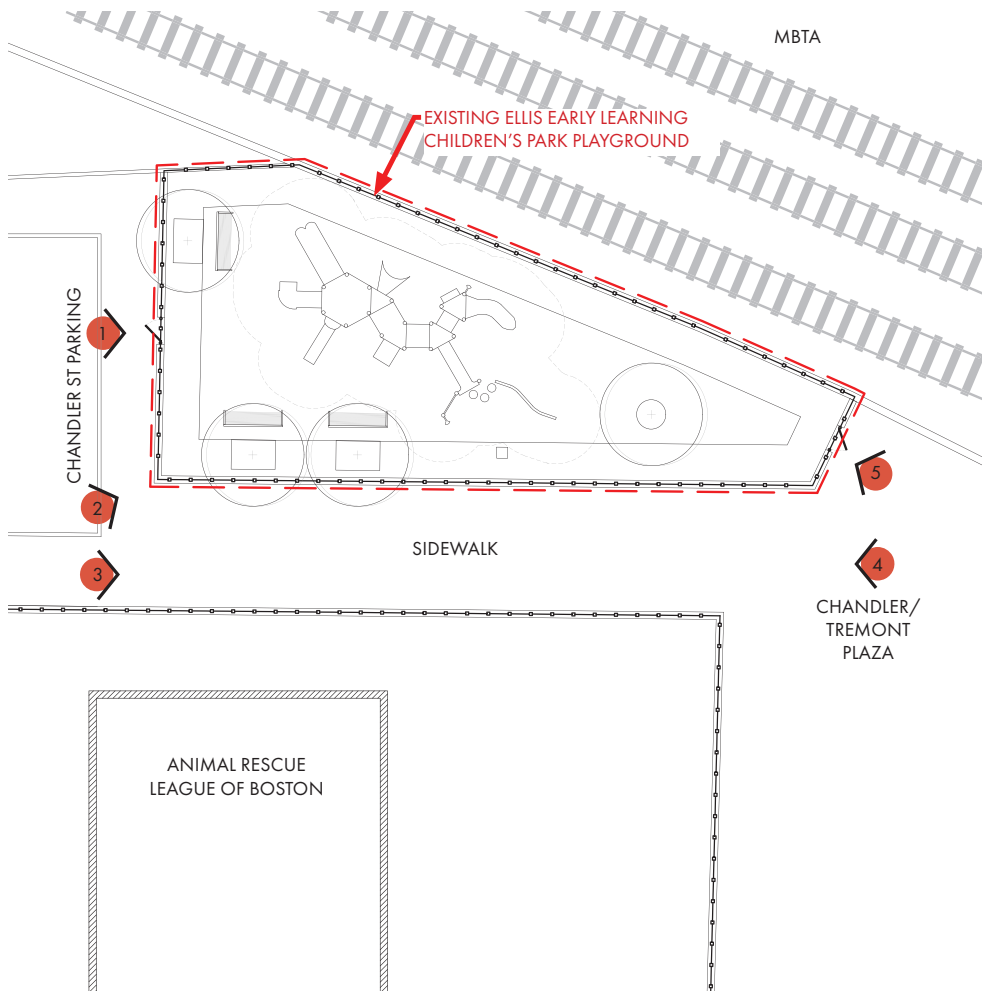 MBTA
EXISTING ELLIS EARLY LEARNING
CHILDREN'S PARK PLAYGROUND
CHANDLER ST PARKING
1
2
3
SIDEWALK
5
4
CHANDLER/
TREMONT
PLAZA
ANIMAL RESCUE
LEAGUE OF BOSTON